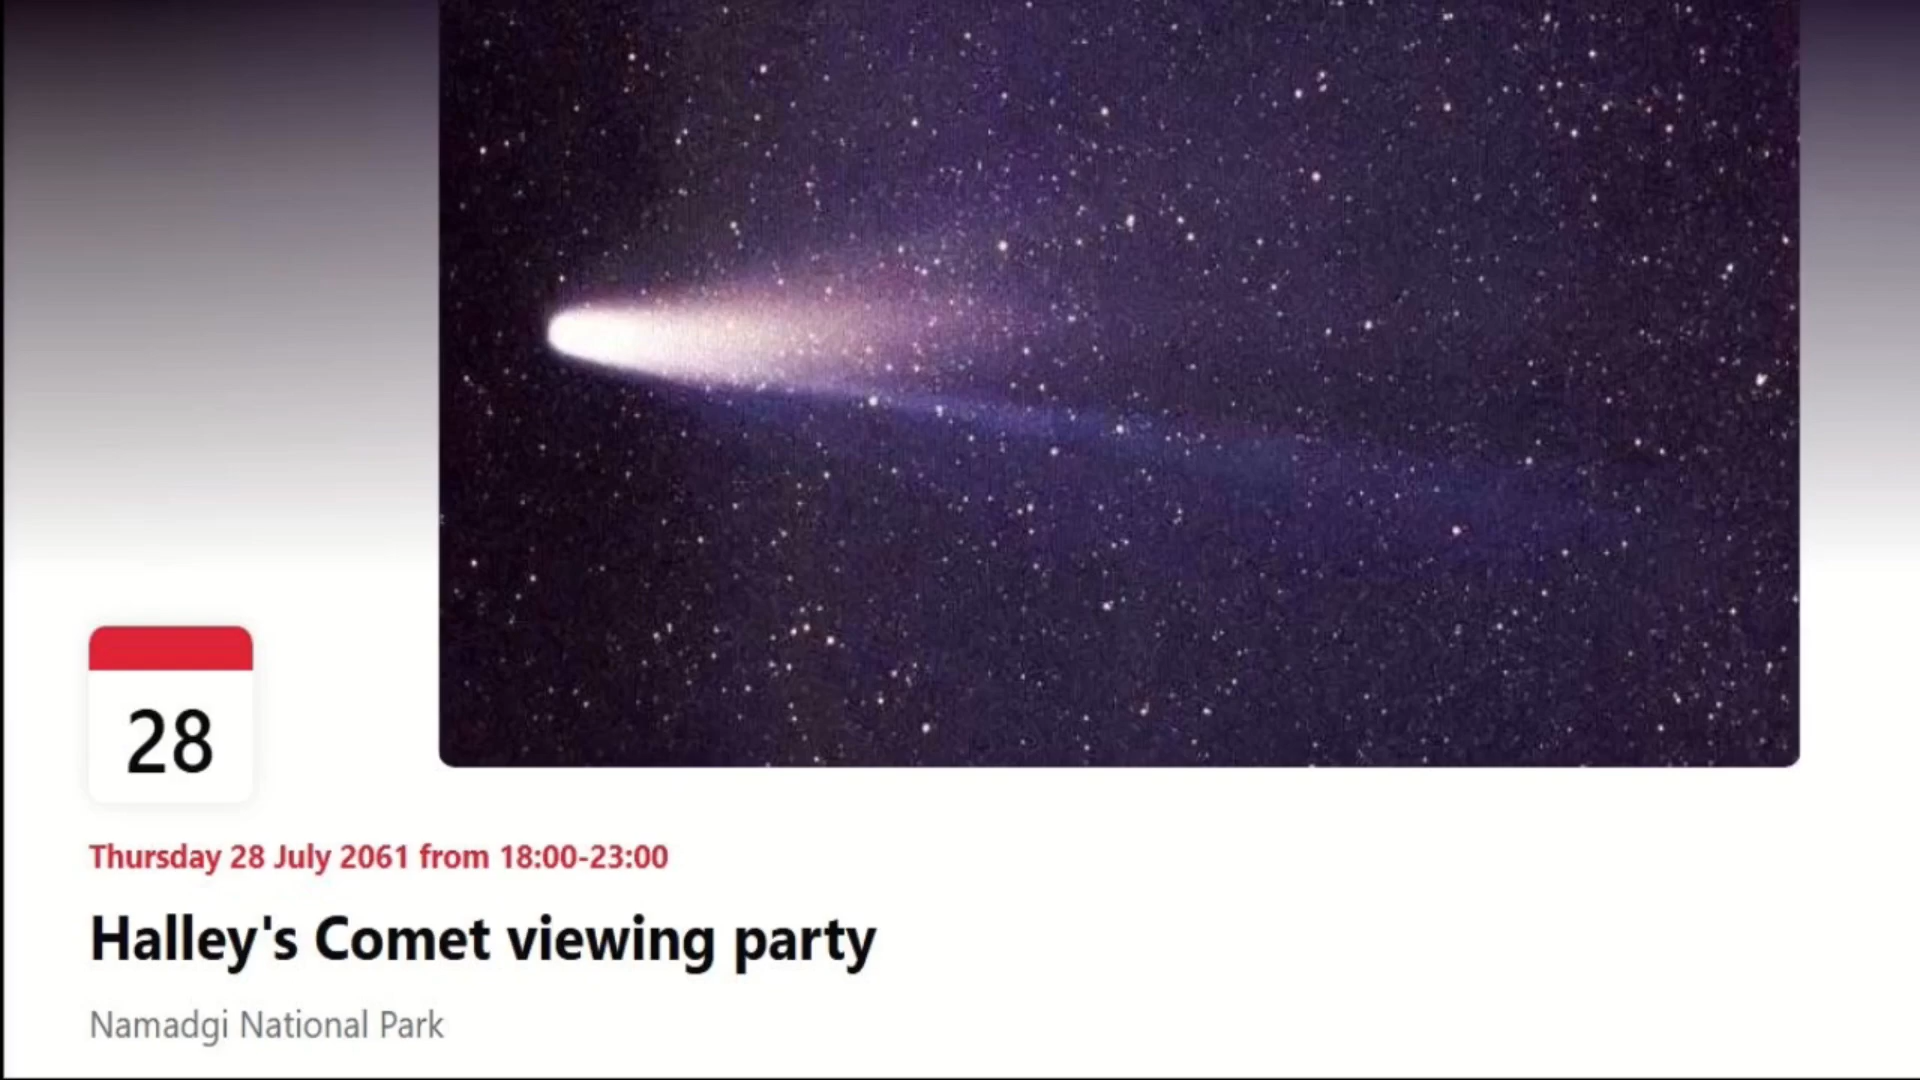 28
Thursday 28 July 2061 from 18:00-23:00
Halley's Comet viewing party
Namadgi National Park